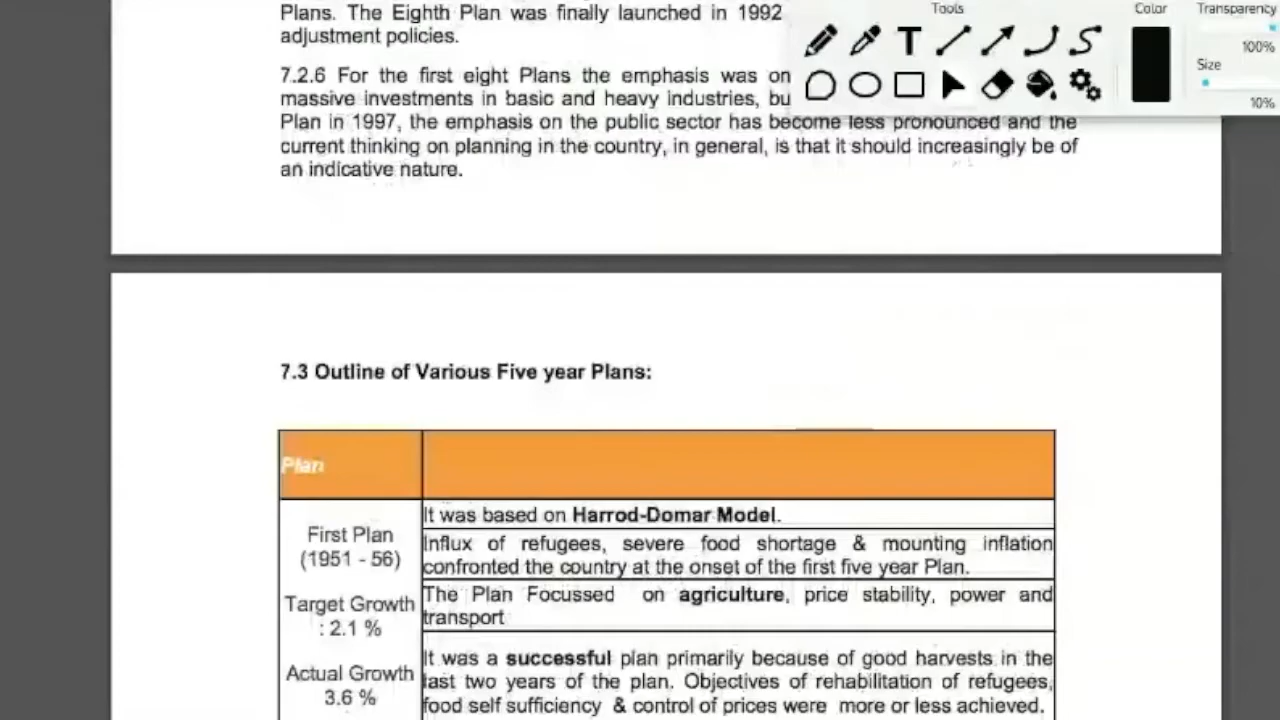 Plans. The Eighth Plan was finally launched in 1992
adjustment policies.
7.2.6 For the first eight Plans the emphasis was on
massive investments in basic and heavy industries, bu
Plan in 1997, the emphasis on the public sector has become less pronounced and the
current thinking on planning in the country, in general, is that it should increasingly be of
an indicative nature.
Tools
Color
Transparency
100%
Size
10%
7.3 Outline of Various Five year Plans:
Plan
First Plan
(1951 - 56)
Target Growth
: 2.1 %
Actual Growth
3.6 %
It was based on Harrod-Domar Model.
Influx of refugees, severe food shortage & mounting inflation
confronted the country at the onset of the first five year Plan.
The Plan Focussed on agriculture, price stability, power and
transport
It was a successful plan primarily because of good harvests in the
last two years of the plan. Objectives of rehabilitation of refugees,
food self sufficiency & control of prices were more or less achieved.